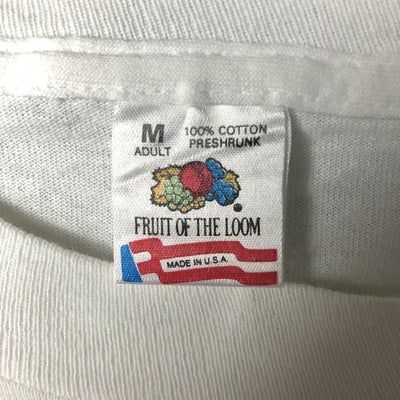 M 100% COTTON
ADULT PRESHRUNK
FRUIT OF THE LOOM
MADE IN U.S.A.